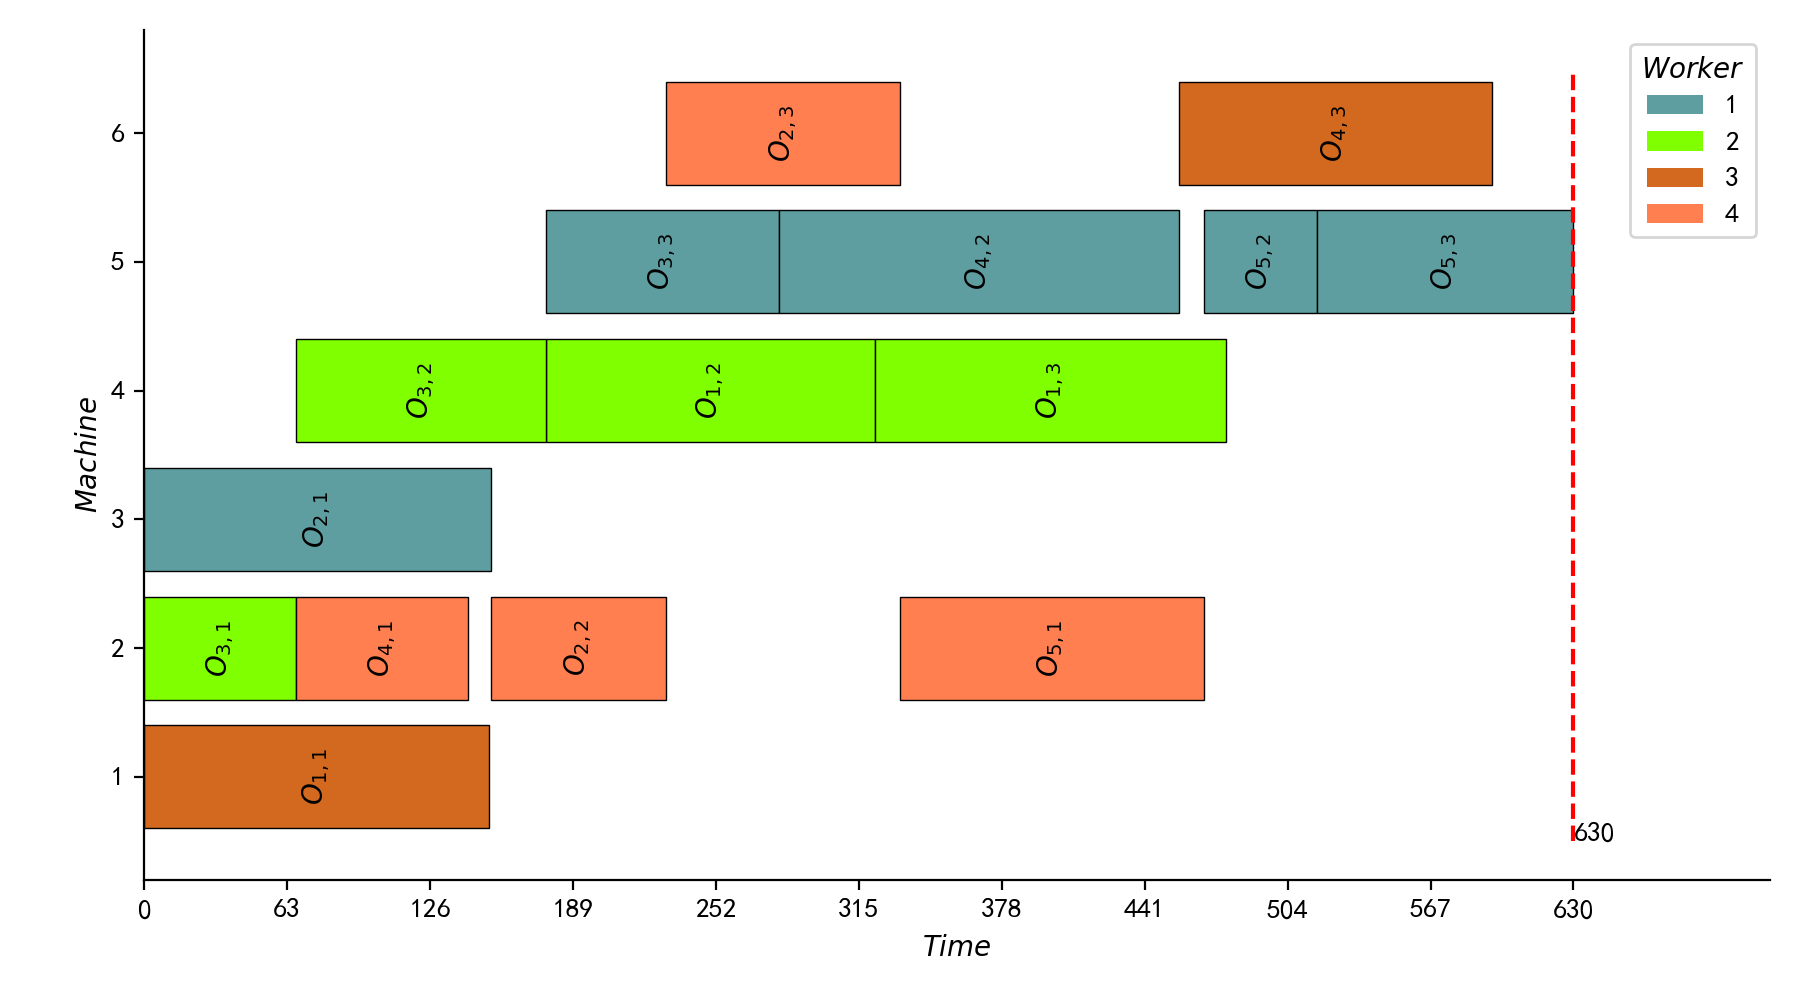 Worker
1
2
3
4
Machine
6
5
4
3
2
1
O2,3
O4,3
O3,3
O4,2
O5,2
O5,3
O3,2
O1,2
O1,3
O2,1
O3,1
O4,1
O2,2
O5,1
O1,1
630
0 63 126 189 252 315 378 441 504 567 630
Time